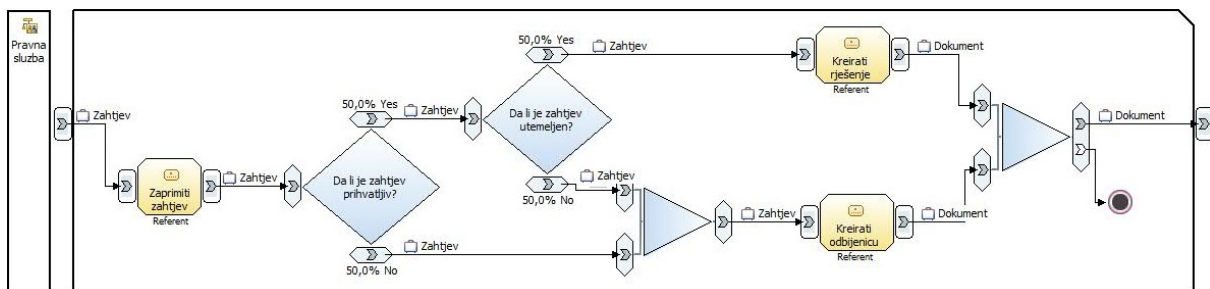 Pravna
sluzba
Zahtjev
Zaprimiti
zahtjev
Referent
Zahtjev
50,0% Yes
Da li je zahtjev
prihvatljiv?
50,0% No
Zahtjev
Zahtjev
50,0% Yes
Da li je zahtjev
utemeljen?
50,0% No
Zahtjev
Zahtjev
Zahtjev
Kreirati
rješenje
Referent
Dokument
Kreirati
odbijenicu
Referent
Dokument
Dokument